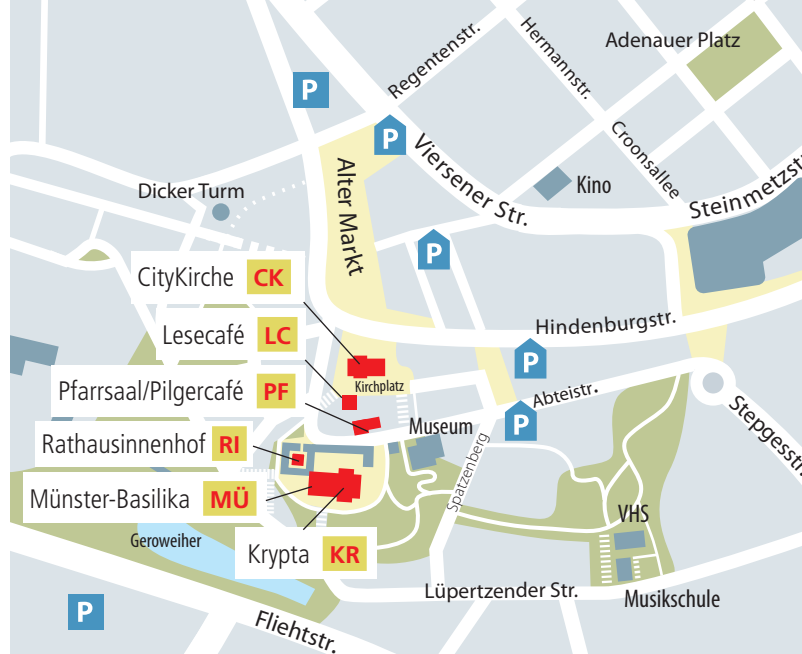 Adenauer Platz
Regentenstr.
Hermannstr.
P
P
Croonsallee
Viersener Str.
Kino
Steinmetzstr
Dicker Turm
Alter Markt
P
CityKirche CK
Hindenburgstr.
Lesecafé LC
P
Kirchplatz
Pfarrsaal/Pilgercafé PF
Abteistr.
Stepgesstr.
P
Museum
Rathausinnenhof RI
Spatzenberg
Münster-Basilika MÜ
VHS
Geroweiher
Krypta KR
Lüpertzender Str.
Musikschule
P
Fliehtstr.